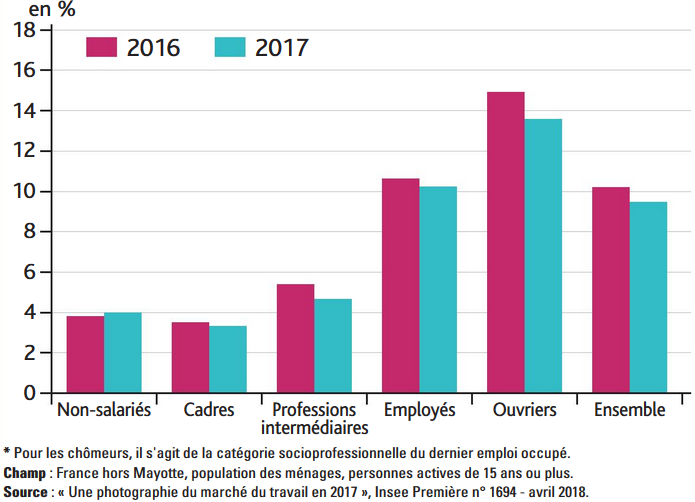 en %
18
2016 2017
16
14
12
10
8
6
4
2
0
Non-salariés Cadres Professions Employés Ouvriers Ensemble
intermédiaires
* Pour les chômeurs, il s'agit de la catégorie socioprofessionnelle du dernier emploi occupé.
Champ : France hors Mayotte, population des ménages, personnes actives de 15 ans ou plus.
Source : « Une photographie du marché du travail en 2017 », Insee Première n° 1694 - avril 2018.